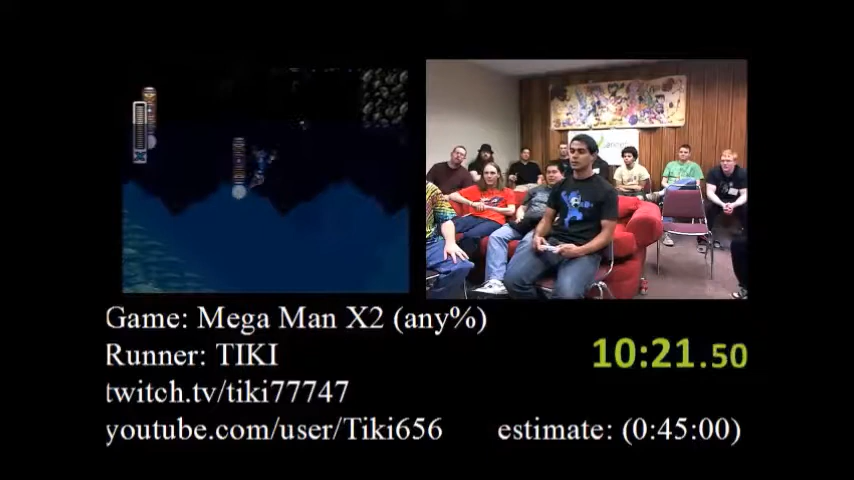 Game: Mega Man X2 (any%)
Runner: TIKI
10:21.50
twitch.tv/tiki77747
youtube.com/user/Tiki656
estimate: (0:45:00)